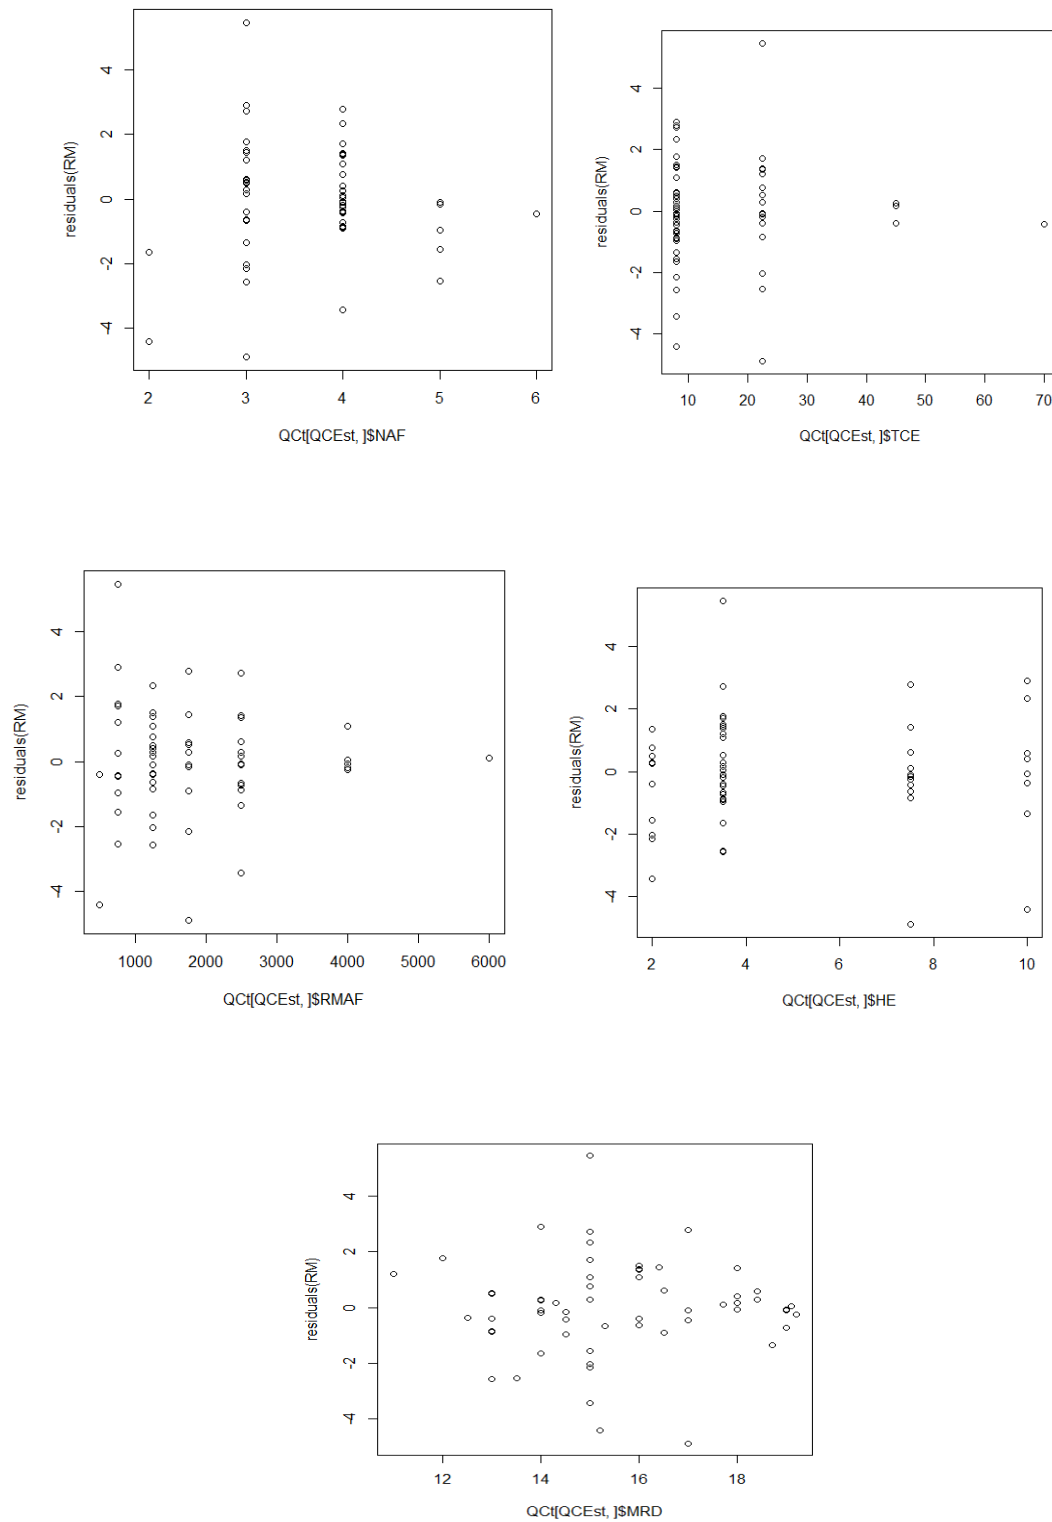 residuals(RM)
4
2
0
-2
-4
2 3 4 5 6
QCt[QCEst, ]$NAF
residuals(RM)
4
2
0
-2
-4
10 20 30 40 50 60 70
QCt[QCEst, ]$TCE
residuals(RM)
4
2
0
-2
-4
1000 2000 3000 4000 5000 6000
QCt[QCEst, ]$RMAF
residuals(RM)
4
2
0
-2
-4
2 4 6 8 10
QCt[QCEst, ]$HE
residuals(RM)
4
2
0
-2
-4
12 14 16 18
QCt[QCEst, ]$MRD